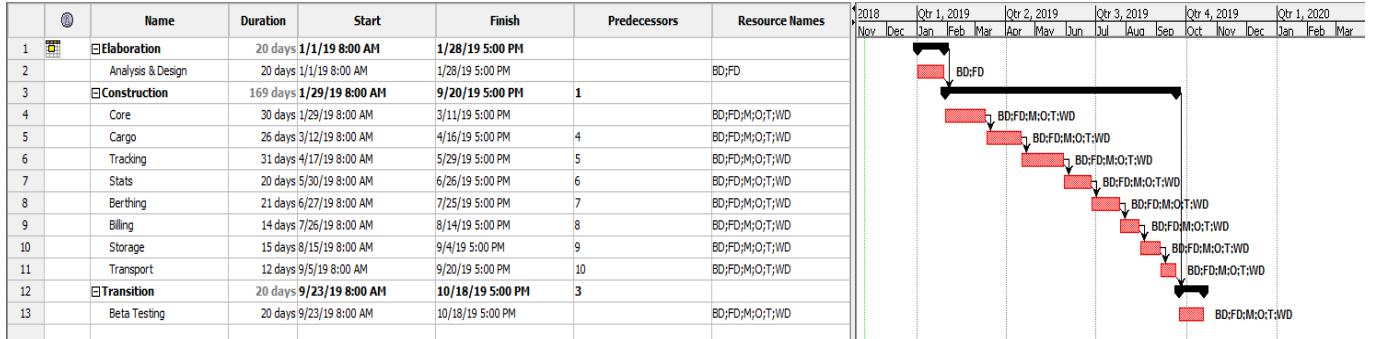 Name Duration Start Finish Predecessors Resource Names
2018 Qtr 1, 2019 Qtr 2, 2019 Qtr 3, 2019 Qtr 4, 2019 Qtr 1, 2020
Nov Dec Jan Feb Mar Apr May Jun Jul Aug Sep Oct Nov Dec Jan Feb Mar
1 Elaboration 20 days 1/1/19 8:00 AM 1/28/19 5:00 PM
2 Analysis & Design 20 days 1/1/19 8:00 AM 1/28/19 5:00 PM BD;FD BD;FD
3 Construction 169 days 1/29/19 8:00 AM 9/20/19 5:00 PM 1
4 Core 30 days 1/29/19 8:00 AM 3/11/19 5:00 PM BD;FD;M;O;T;WD BD;FD;M;O;T;WD
5 Cargo 26 days 3/12/19 8:00 AM 4/16/19 5:00 PM 4 BD;FD;M;O;T;WD BD;FD;M;O;T;WD
6 Tracking 31 days 4/17/19 8:00 AM 5/29/19 5:00 PM 5 BD;FD;M;O;T;WD BD;FD;M;O;T;WD
7 Stats 20 days 5/30/19 8:00 AM 6/26/19 5:00 PM 6 BD;FD;M;O;T;WD BD;FD;M;O;T;WD
8 Berthing 21 days 6/27/19 8:00 AM 7/25/19 5:00 PM 7 BD;FD;M;O;T;WD BD;FD;M;O;T;WD
9 Billing 14 days 7/26/19 8:00 AM 8/14/19 5:00 PM 8 BD;FD;M;O;T;WD BD;FD;M;O;T;WD
10 Storage 15 days 8/15/19 8:00 AM 9/4/19 5:00 PM 9 BD;FD;M;O;T;WD BD;FD;M;O;T;WD
11 Transport 12 days 9/5/19 8:00 AM 9/20/19 5:00 PM 10 BD;FD;M;O;T;WD BD;FD;M;O;T;WD
12 Transition 20 days 9/23/19 8:00 AM 10/18/19 5:00 PM 3
13 Beta Testing 20 days 9/23/19 8:00 AM 10/18/19 5:00 PM BD;FD;M;O;T;WD BD;FD;M;O;T;WD